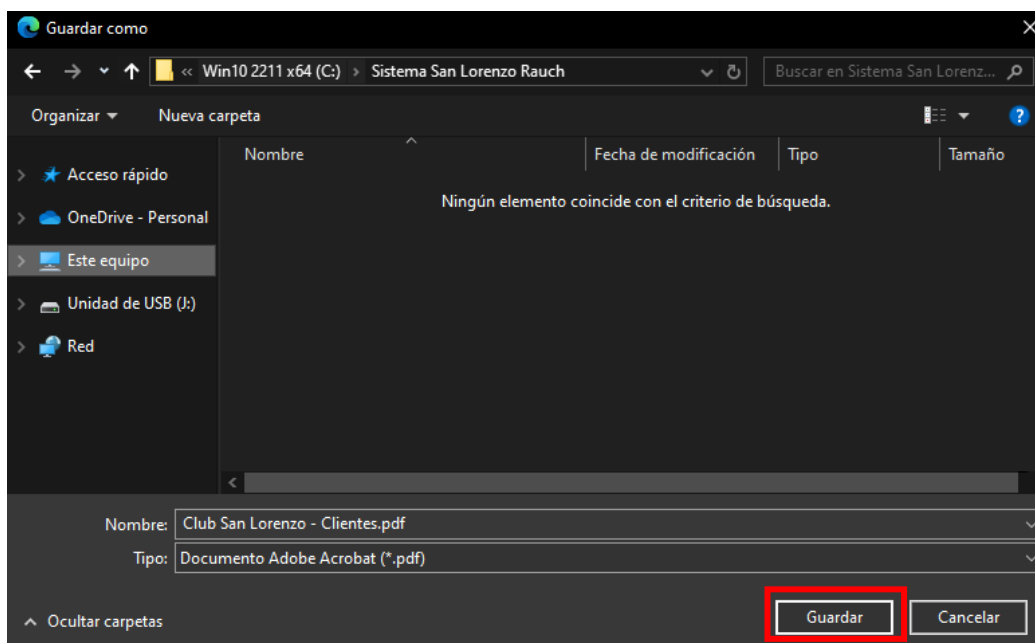 Guardar como
« Win10 2211 x64 (C:) > Sistema San Lorenzo Rauch
Buscar en Sistema San Lorenz...
Organizar
Nueva carpeta
?
Nombre
Fecha de modificación
Tipo
Tamaño
Ningún elemento coincide con el criterio de búsqueda.
Acceso rápido
OneDrive - Personal
Este equipo
Unidad de USB (J:)
Red
Nombre: Club San Lorenzo - Clientes.pdf
Tipo: Documento Adobe Acrobat (*.pdf)
Ocultar carpetas
Guardar
Cancelar